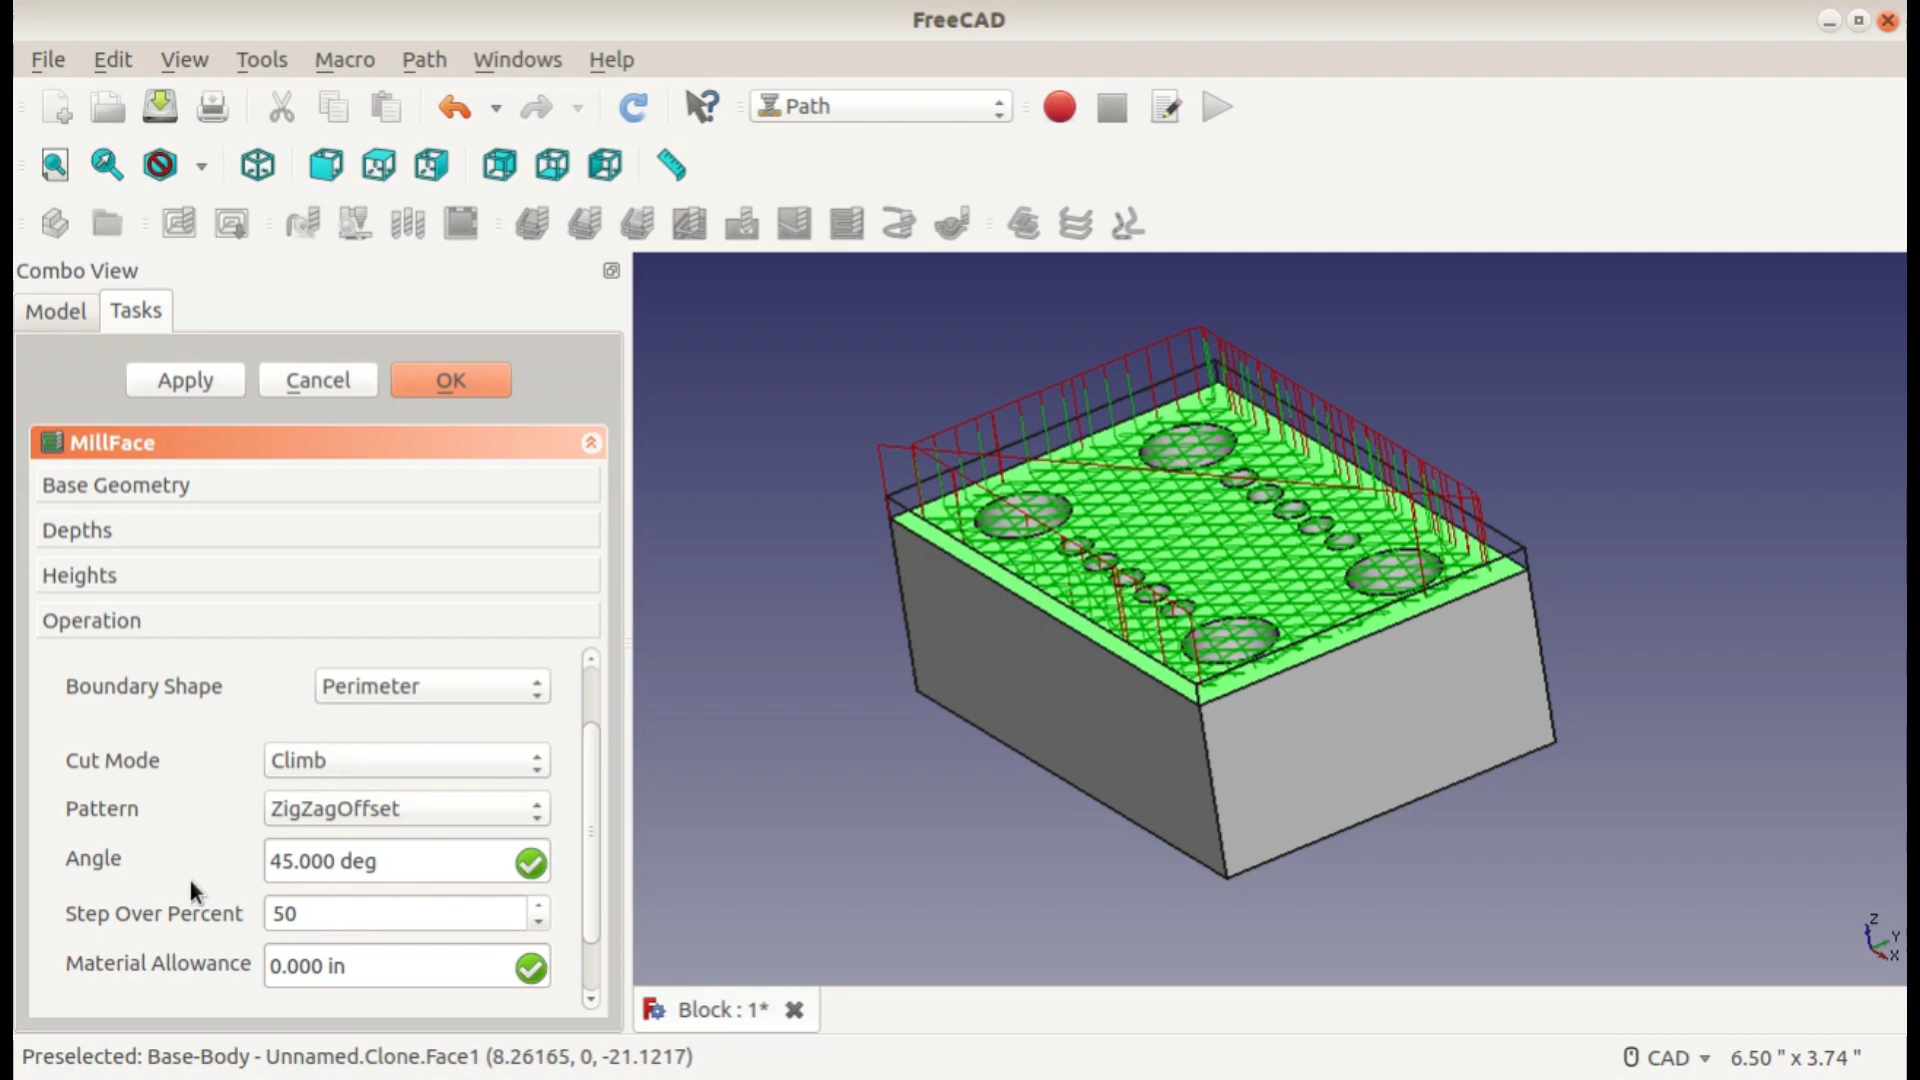 FreeCAD
File Edit View Tools Macro Path Windows Help
Path
Combo View
Model Tasks
Apply Cancel OK
MillFace
Base Geometry
Depths
Heights
Operation
Boundary Shape Perimeter
Cut Mode Climb
Pattern ZigZagOffset
Angle 45.000 deg
Step Over Percent 50
Material Allowance 0.000 in
Z
Y
X
Block : 1*
Preselected: Base-Body - Unnamed.Clone.Face1 (8.26165, 0, -21.1217)
CAD 6.50 " x 3.74 "